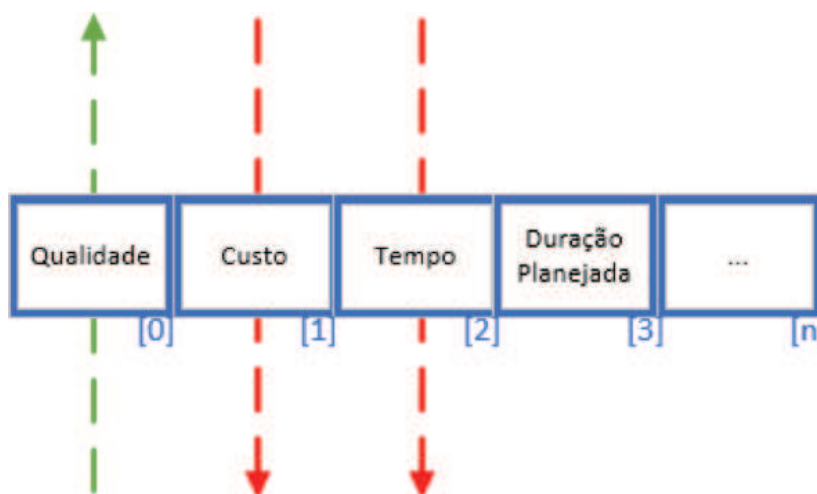 Qualidade
Custo
Tempo
Duração
Planejada
...
[0]
[1]
[2]
[3]
[n